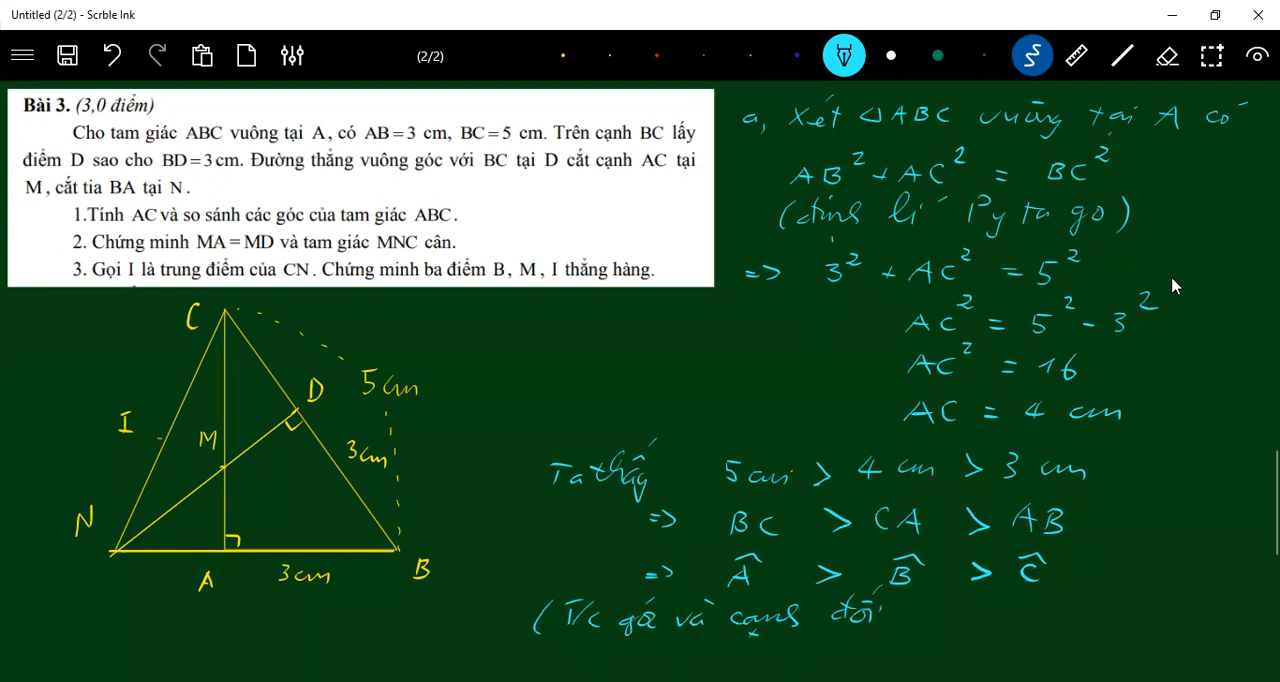 Untitled (2/2) - Scrble Ink
(2/2)
Bài 3. (3,0 điểm)
Cho tam giác ABC vuông tại A, có AB=3 cm, BC=5 cm. Trên cạnh BC lấy
điểm D sao cho BD=3cm. Đường thẳng vuông góc với BC tại D cắt cạnh AC tại
M, cắt tia BA tại N.
1.Tính AC và so sánh các góc của tam giác ABC.
2. Chứng minh MA=MD và tam giác MNC cân.
3. Gọi I là trung điểm của CN. Chứng minh ba điểm B, M, I thẳng hàng.
C
D
5cm
I
M
3cm
N
A
3cm
B
a, Xét ΔABC vuông tại A có
AB² + AC² = BC²
(định lí Py ta go)
=> 3² + AC² = 5²
AC² = 5² - 3²
AC² = 16
AC = 4 cm
Ta thấy 5cm > 4 cm > 3 cm
=> BC > CA > AB
=> Â > B̂ > Ĉ
(T/c góc và cạnh đối